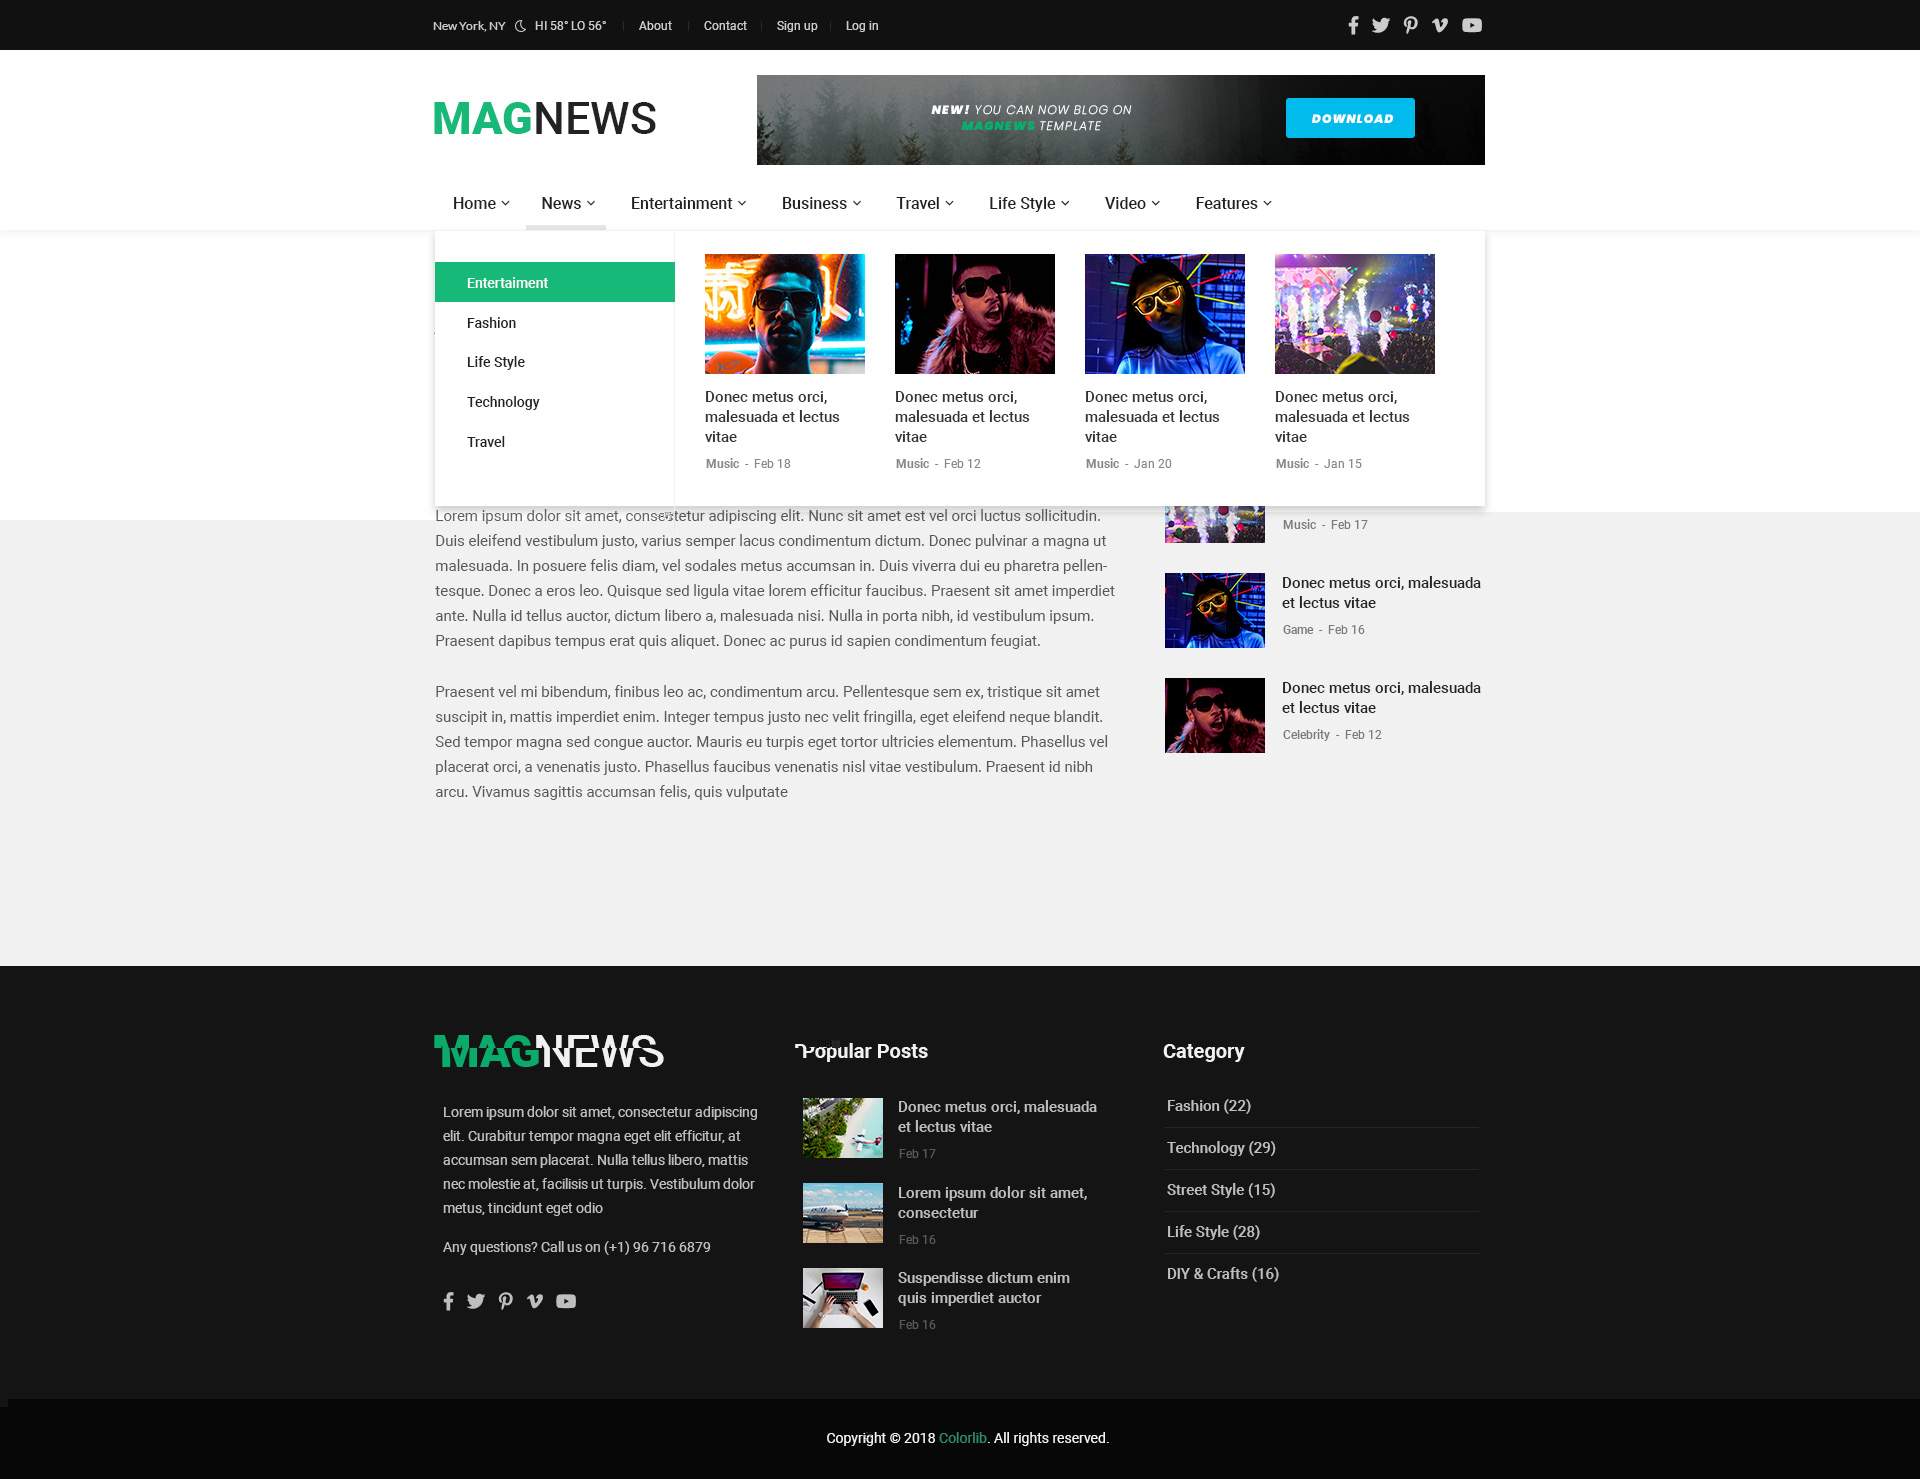 New York, NY HI 58° LO 56° About Contact Sign up Log in
MAGNEWS
NEW! YOU CAN NOW BLOG ON
MAGNEWS TEMPLATE
DOWNLOAD
Home News Entertainment Business Travel Life Style Video Features
Entertaiment
Fashion
Life Style
Technology
Travel
Donec metus orci,
malesuada et lectus
vitae
Music - Feb 18
Donec metus orci,
malesuada et lectus
vitae
Music - Feb 12
Donec metus orci,
malesuada et lectus
vitae
Music - Jan 20
Donec metus orci,
malesuada et lectus
vitae
Music - Jan 15
Lorem ipsum dolor sit amet, consectetur adipiscing elit. Nunc sit amet est vel orci luctus sollicitudin.
Duis eleifend vestibulum justo, varius semper lacus condimentum dictum. Donec pulvinar a magna ut
malesuada. In posuere felis diam, vel sodales metus accumsan in. Duis viverra dui eu pharetra pellen-
tesque. Donec a eros leo. Quisque sed ligula vitae lorem efficitur faucibus. Praesent sit amet imperdiet
ante. Nulla id tellus auctor, dictum libero a, malesuada nisi. Nulla in porta nibh, id vestibulum ipsum.
Praesent dapibus tempus erat quis aliquet. Donec ac purus id sapien condimentum feugiat.
Praesent vel mi bibendum, finibus leo ac, condimentum arcu. Pellentesque sem ex, tristique sit amet
suscipit in, mattis imperdiet enim. Integer tempus justo nec velit fringilla, eget eleifend neque blandit.
Sed tempor magna sed congue auctor. Mauris eu turpis eget tortor ultricies elementum. Phasellus vel
placerat orci, a venenatis justo. Phasellus faucibus venenatis nisl vitae vestibulum. Praesent id nibh
arcu. Vivamus sagittis accumsan felis, quis vulputate
Music - Feb 17
Donec metus orci, malesuada
et lectus vitae
Game - Feb 16
Donec metus orci, malesuada
et lectus vitae
Celebrity - Feb 12
MAGNEWS
Lorem ipsum dolor sit amet, consectetur adipiscing
elit. Curabitur tempor magna eget elit efficitur, at
accumsan sem placerat. Nulla tellus libero, mattis
nec molestie at, facilisis ut turpis. Vestibulum dolor
metus, tincidunt eget odio
Any questions? Call us on (+1) 96 716 6879
Popular Posts
Donec metus orci, malesuada
et lectus vitae
Feb 17
Lorem ipsum dolor sit amet,
consectetur
Feb 16
Suspendisse dictum enim
quis imperdiet auctor
Feb 16
Category
Fashion (22)
Technology (29)
Street Style (15)
Life Style (28)
DIY & Crafts (16)
Copyright © 2018 Colorlib. All rights reserved.